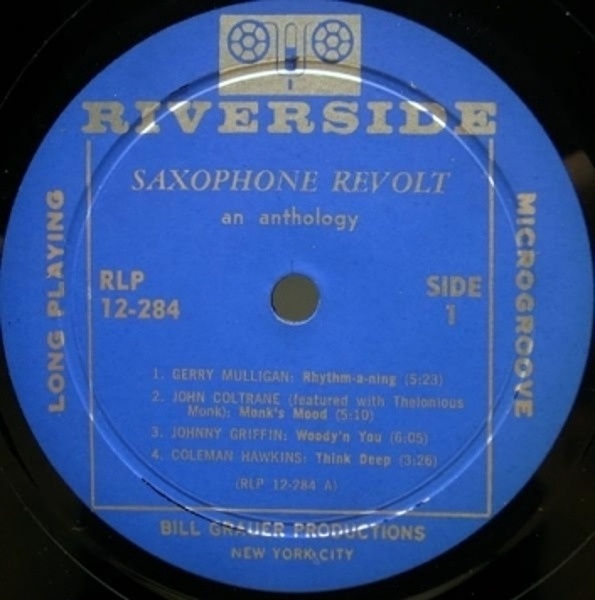 RIVERSIDE
SAXOPHONE REVOLT
an anthology
LONG PLAYING
MICROGROOVE
RLP
12-284
SIDE
1
1. GERRY MULLIGAN: Rhythm-a-ning (5:23)
2. JOHN COLTRANE (featured with Thelonious
Monk): Monk's Mood (5:10)
3. JOHNNY GRIFFIN: Woody'n You (6:05)
4. COLEMAN HAWKINS: Think Deep (3:26)
(RLP 12-284 A)
BILL GRAUER PRODUCTIONS
NEW YORK CITY